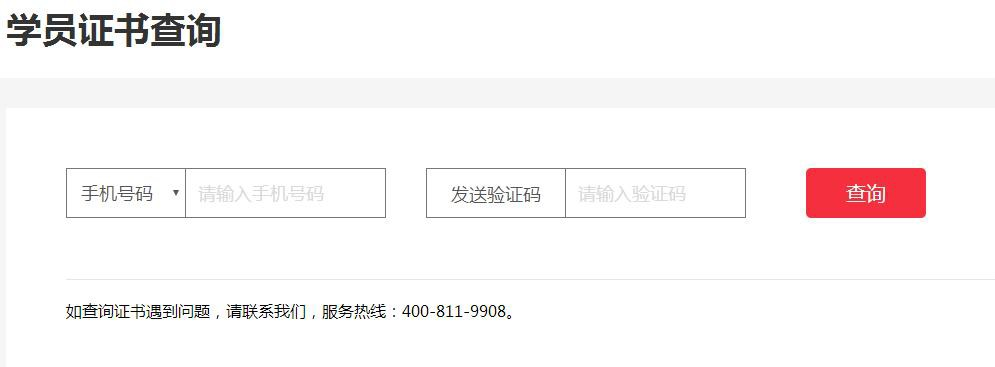 学员证书查询
手机号码 请输入手机号码 发送验证码 请输入验证码 查询
如查询证书遇到问题，请联系我们，服务热线：400-811-9908。